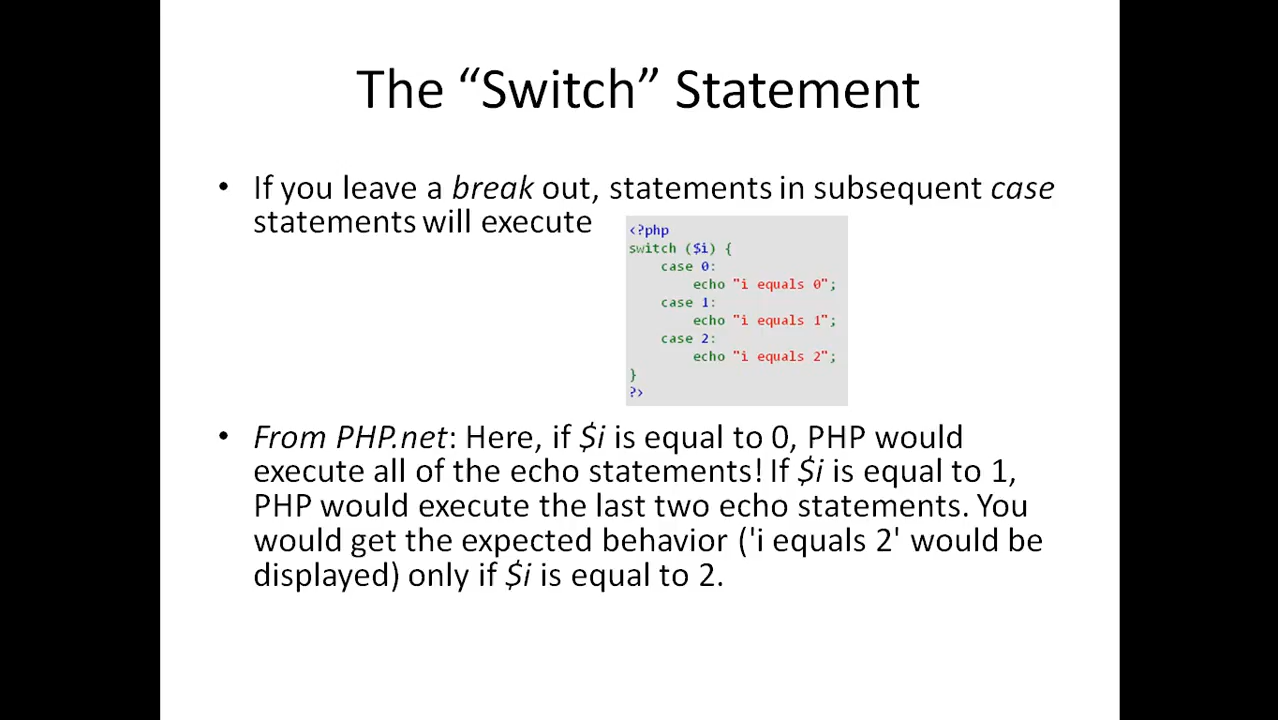 The “Switch” Statement
• If you leave a break out, statements in subsequent case
statements will execute
<?php
switch ($i) {
    case 0:
        echo "i equals 0";
    case 1:
        echo "i equals 1";
    case 2:
        echo "i equals 2";
}
?>
• From PHP.net: Here, if $i is equal to 0, PHP would
execute all of the echo statements! If $i is equal to 1,
PHP would execute the last two echo statements. You
would get the expected behavior ('i equals 2' would be
displayed) only if $i is equal to 2.